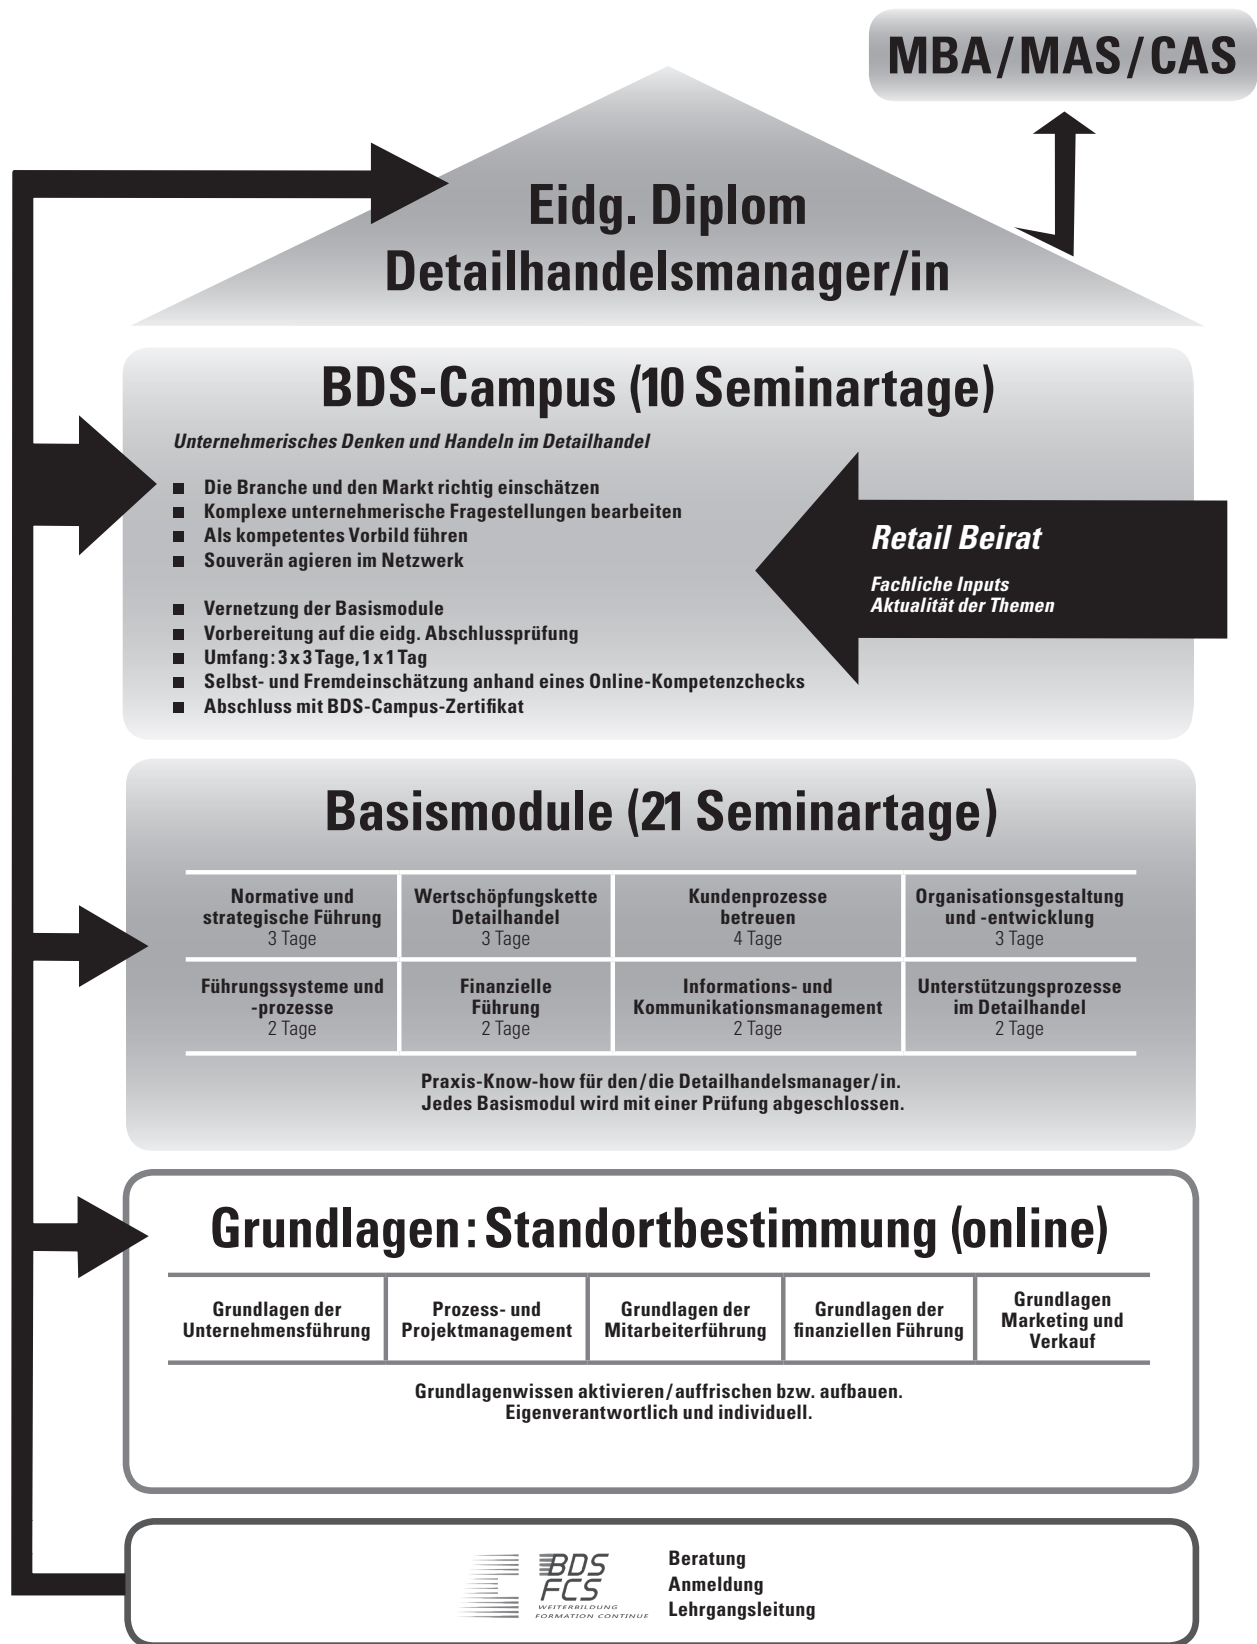 MBA/MAS/CAS
Eidg. Diplom
Detailhandelsmanager/in
BDS-Campus (10 Seminartage)
Unternehmerisches Denken und Handeln im Detailhandel
■ Die Branche und den Markt richtig einschätzen
■ Komplexe unternehmerische Fragestellungen bearbeiten
■ Als kompetentes Vorbild führen
■ Souverän agieren im Netzwerk
■ Vernetzung der Basismodule
■ Vorbereitung auf die eidg. Abschlussprüfung
■ Umfang: 3 x 3 Tage, 1 x 1 Tag
■ Selbst- und Fremdeinschätzung anhand eines Online-Kompetenzchecks
■ Abschluss mit BDS-Campus-Zertifikat
Retail Beirat
Fachliche Inputs
Aktualität der Themen
Basismodule (21 Seminartage)
Normative und
strategische Führung
3 Tage
Wertschöpfungskette
Detailhandel
3 Tage
Kundenprozesse
betreuen
4 Tage
Organisationsgestaltung
und -entwicklung
3 Tage
Führungssysteme und
-prozesse
2 Tage
Finanzielle
Führung
2 Tage
Informations- und
Kommunikationsmanagement
2 Tage
Unterstützungsprozesse
im Detailhandel
2 Tage
Praxis-Know-how für den/die Detailhandelsmanager/in.
Jedes Basismodul wird mit einer Prüfung abgeschlossen.
Grundlagen: Standortbestimmung (online)
Grundlagen der
Unternehmensführung
Prozess- und
Projektmanagement
Grundlagen der
Mitarbeiterführung
Grundlagen der
finanziellen Führung
Grundlagen
Marketing und
Verkauf
Grundlagenwissen aktivieren/auffrischen bzw. aufbauen.
Eigenverantwortlich und individuell.
BDS
FCS
WEITERBILDUNG
FORMATION CONTINUE
Beratung
Anmeldung
Lehrgangsleitung